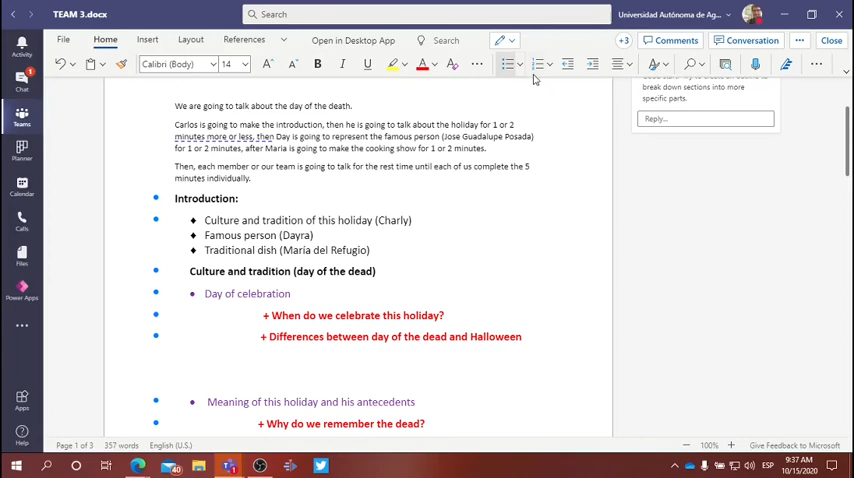 TEAM 3.docx
Search
Universidad Autónoma de Ag...
File
Home
Insert
Layout
References
Open in Desktop App
Search
+3
Comments
Conversation
Close
Calibri (Body)
14
B
I
U
A
Activity
Chat
1
Teams
Planner
Calendar
Calls
Files
Power Apps
Apps
Help
We are going to talk about the day of the death.
Carlos is going to make the introduction, then he is going to talk about the holiday for 1 or 2
minutes more or less, then Day is going to represent the famous person (Jose Guadalupe Posada)
for 1 or 2 minutes, after Maria is going to make the cooking show for 1 or 2 minutes.
Then, each member or our team is going to talk for the rest time until each of us complete the 5
minutes individually.
Introduction:
♦ Culture and tradition of this holiday (Charly)
♦ Famous person (Dayra)
♦ Traditional dish (María del Refugio)
Culture and tradition (day of the dead)
• Day of celebration
+ When do we celebrate this holiday?
+ Differences between day of the dead and Halloween
• Meaning of this holiday and his antecedents
+ Why do we remember the dead?
break down sections into more
specific parts.
Reply...
Page 1 of 3
357 words
English (U.S.)
100%
Give Feedback to Microsoft
40
ESP
9:37 AM
10/15/2020